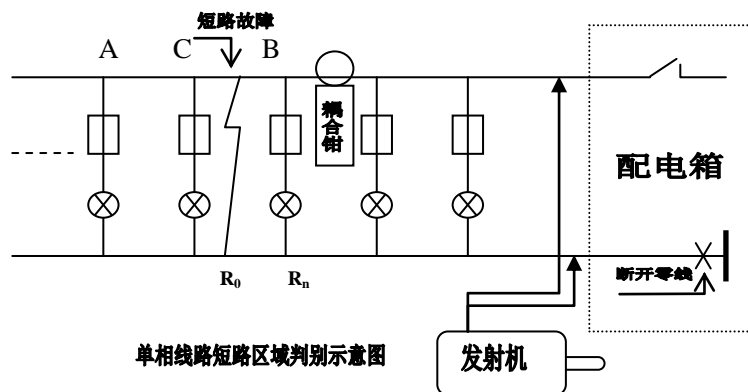 短路故障
A C B
耦合钳
配电箱
断开零线
R₀ Rₙ
单相线路短路区域判别示意图
发射机